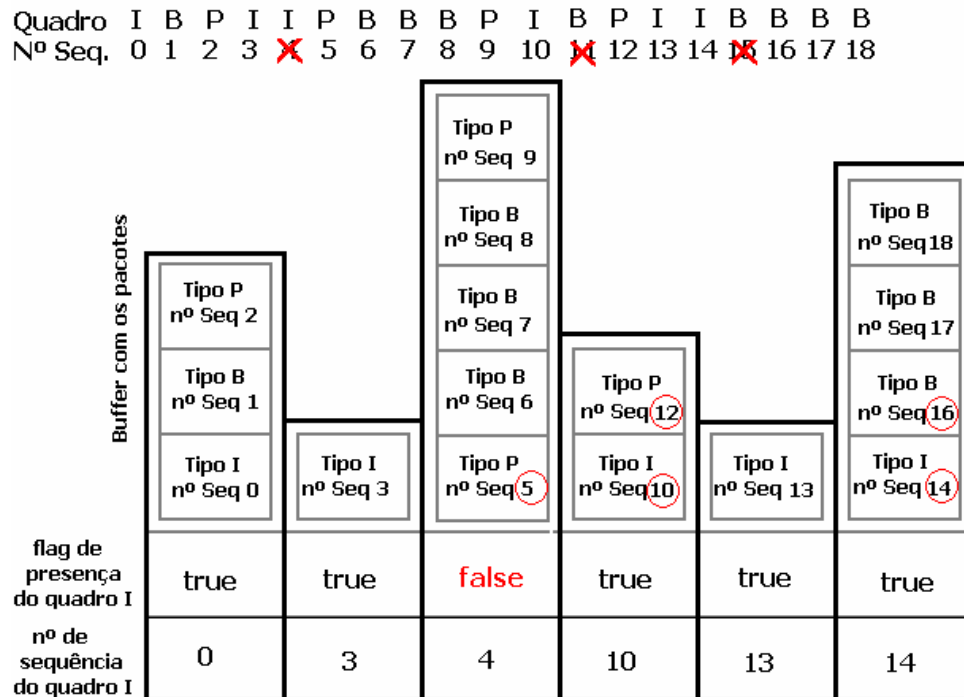 Quadro I B P I I P B B B P I B P I I B B B B
Nº Seq. 0 1 2 3 4 5 6 7 8 9 10 11 12 13 14 15 16 17 18
Buffer com os pacotes
Tipo P
nº Seq 2
Tipo B
nº Seq 1
Tipo I
nº Seq 0
Tipo I
nº Seq 3
Tipo P
nº Seq 9
Tipo B
nº Seq 8
Tipo B
nº Seq 7
Tipo B
nº Seq 6
Tipo P
nº Seq 5
Tipo P
nº Seq 12
Tipo I
nº Seq 10
Tipo I
nº Seq 13
Tipo B
nº Seq 18
Tipo B
nº Seq 17
Tipo B
nº Seq 16
Tipo I
nº Seq 14
flag de
presença
do quadro I
true true false true true true
nº de
sequência
do quadro I
0 3 4 10 13 14